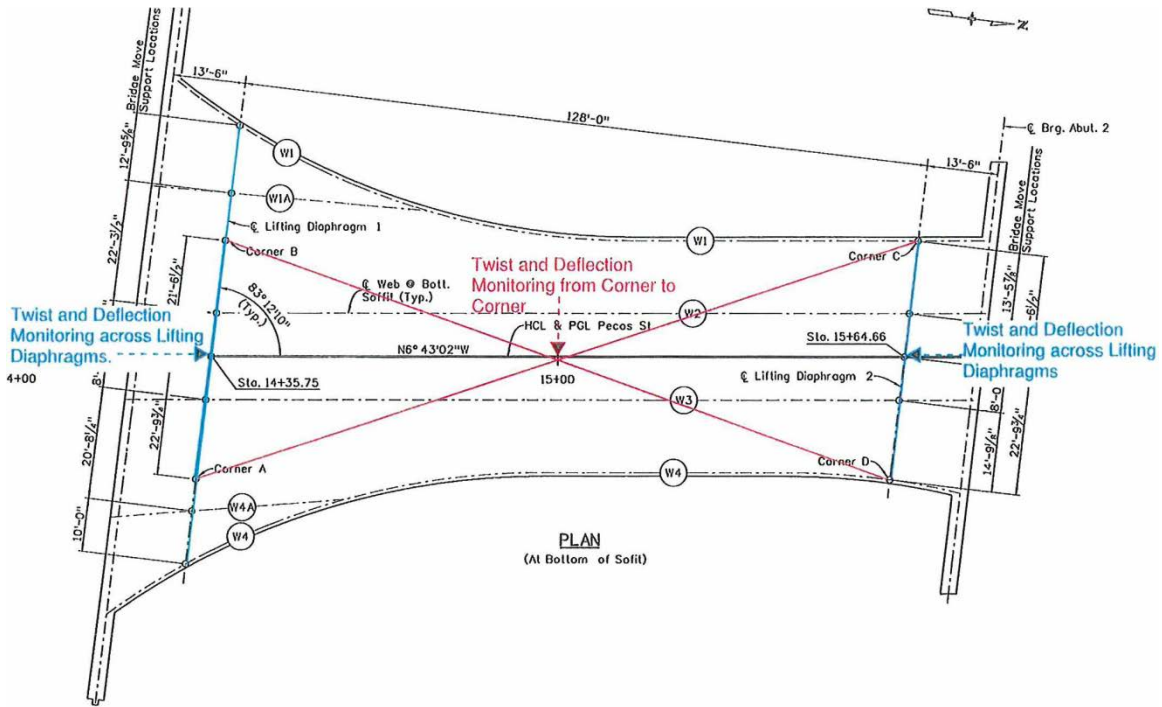 N
13'-6"
Bridge Move
Support Locations
12'-9⅝"
128'-0"
℄ Brg. Abut. 2
13'-6"
W1
W1A
℄ Lifting Diaphragm 1
22'-3½"
Corner B
21'-6½"
83°12'10"
(Typ.)
℄ Web @ Bott.
Soffit (Typ.)
Twist and Deflection
Monitoring from Corner to
Corner
W1
Corner C
Bridge Move
Support Locations
13'-5⅞"
-6½"
W2
Twist and Deflection
Monitoring across Lifting
Diaphragms.
HCL & PGL Pecos St
N6° 43'02"W
Sta. 15+64.66
Twist and Deflection
Monitoring across Lifting
Diaphragms
4+00
Sta. 14+35.75
15+00
℄ Lifting Diaphragm 2
8'-
8'-0
W3
20'-8¼"
22'-9¾"
14'-9⅛"
22'-9¾"
Corner A
Corner D
W4
W4A
W4
10'-0"
PLAN
(At Bottom of Sofit)